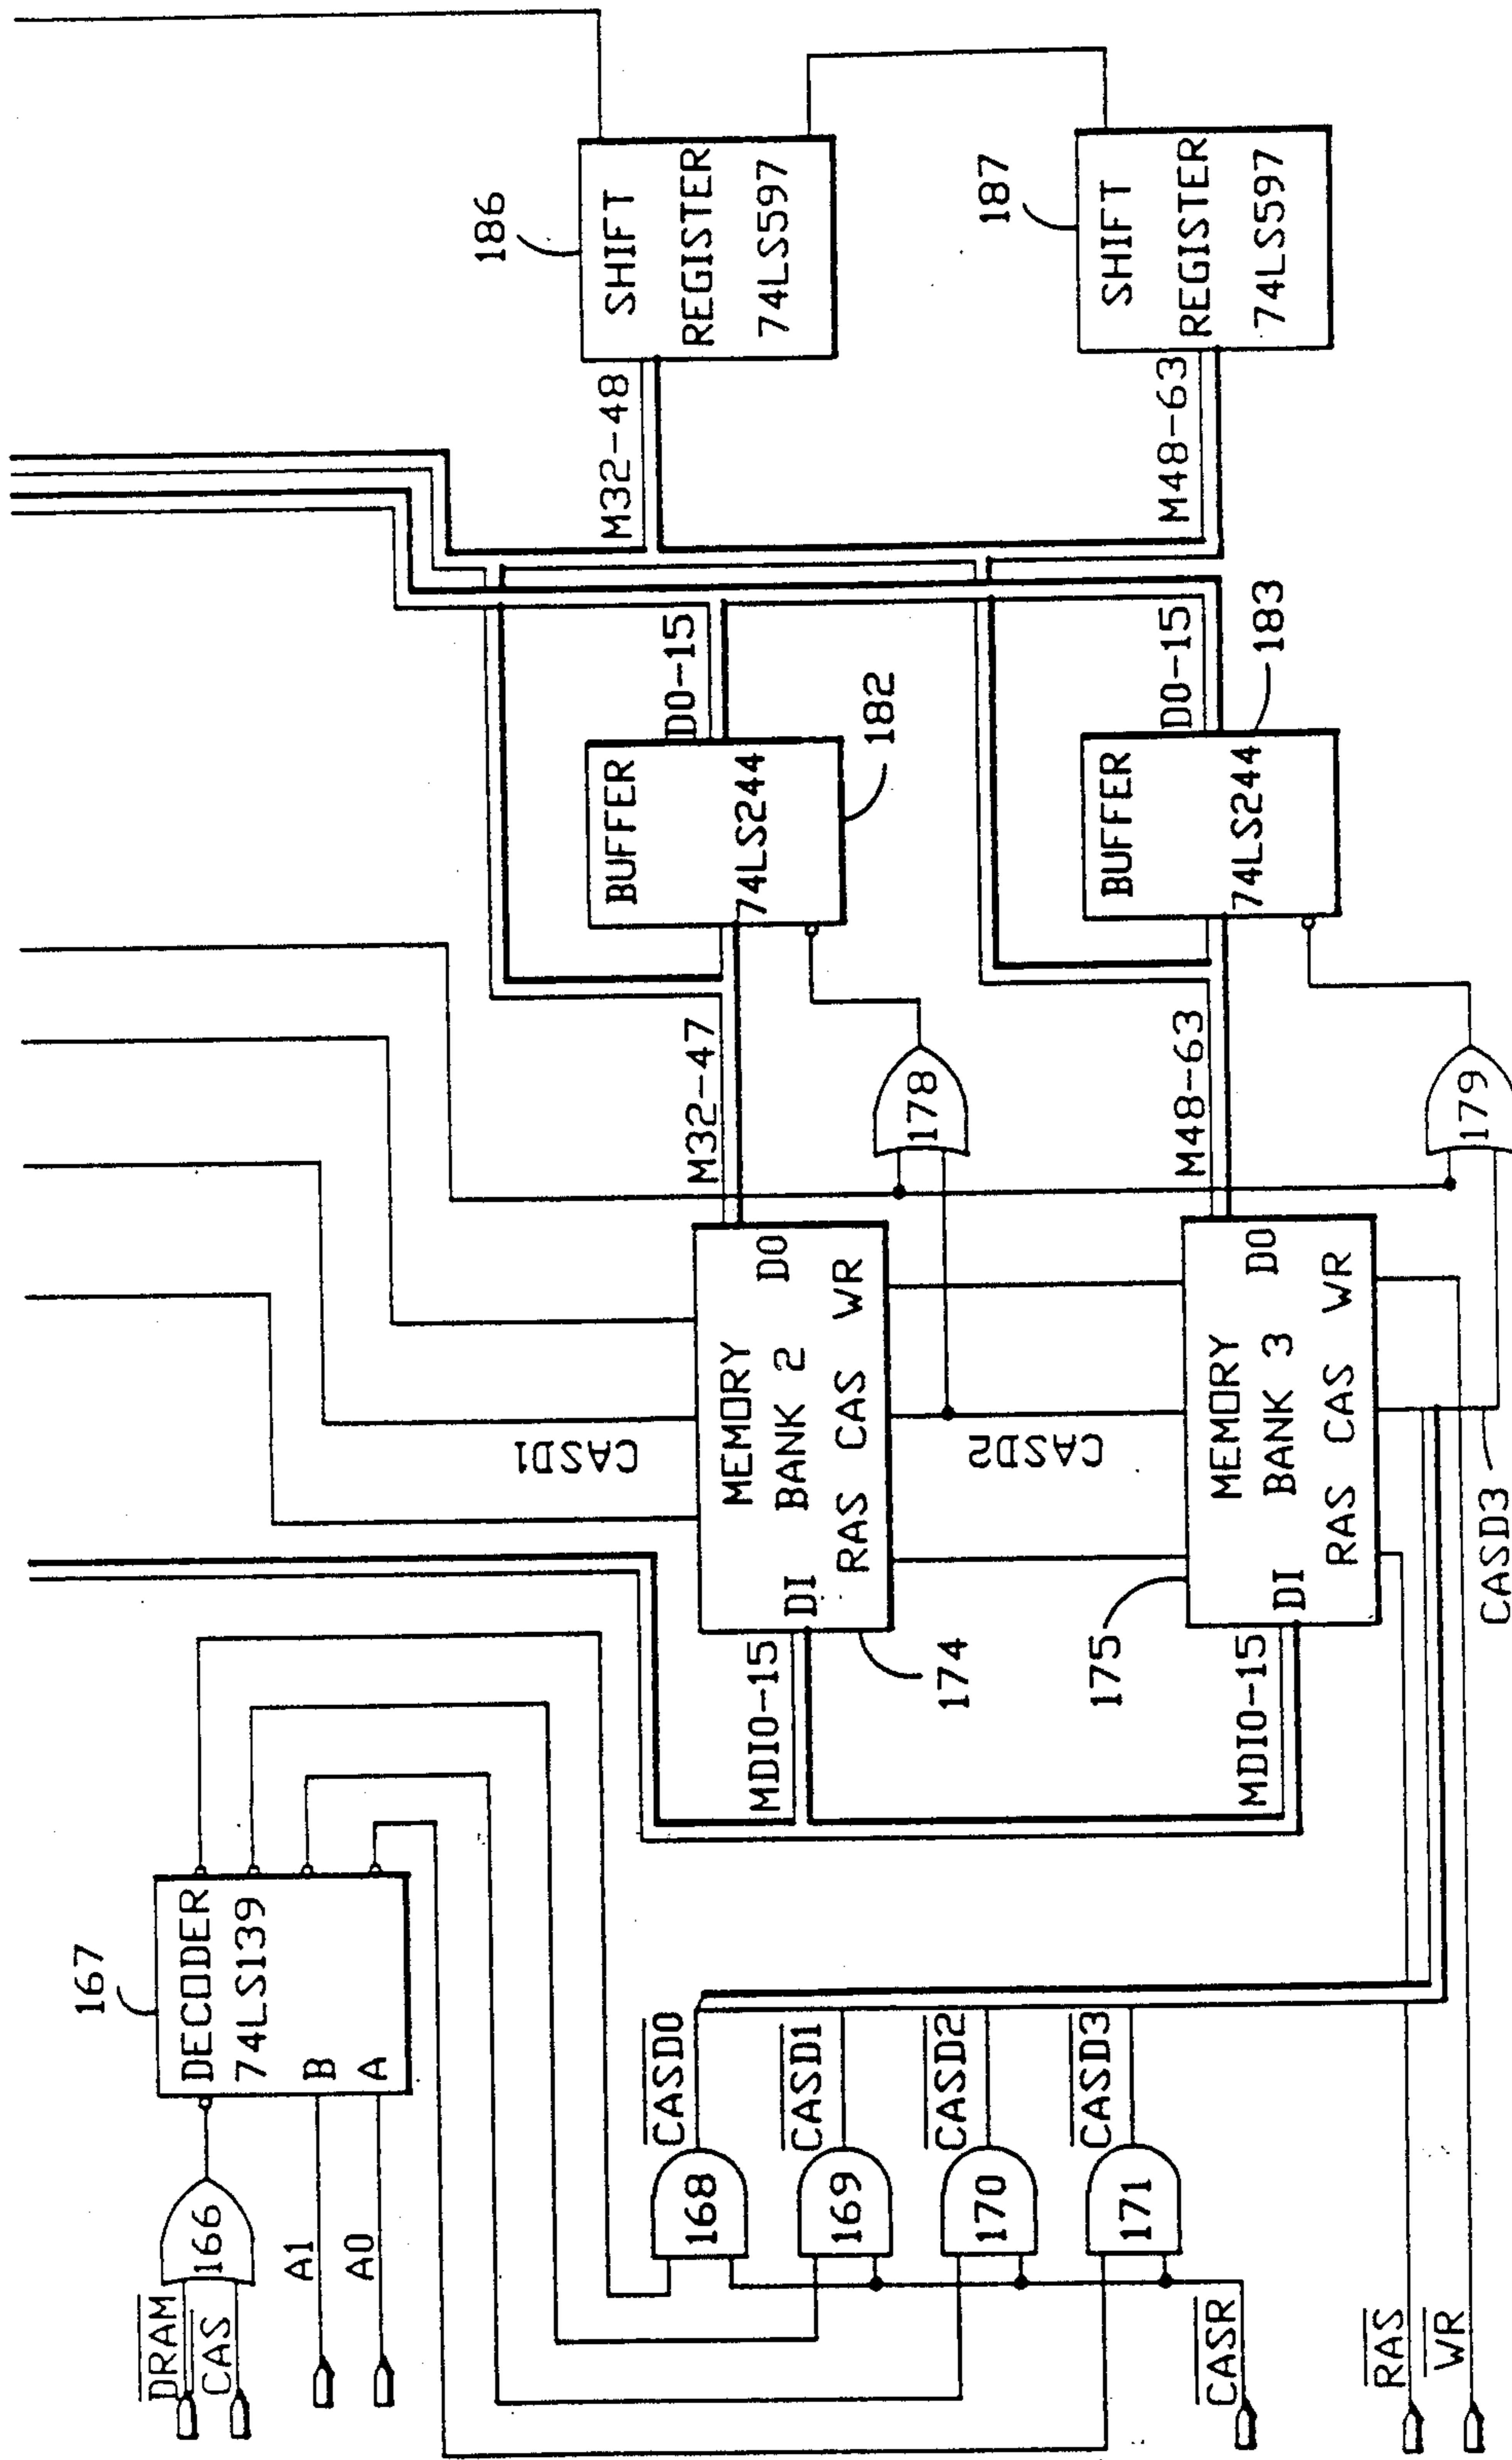 DRAM
CAS
166
A1
A0
167
DECODER
74LS139
B
A
168
CASD0
169
CASD1
170
CASD2
171
CASD3
CASR
RAS
WR
MDI0-15
DI
MEMORY
BANK 2
DO
RAS CAS WR
174
CASD1
M32-47
178
BUFFER
74LS244
182
D0-15
M32-48
SHIFT
REGISTER
74LS597
186
MDI0-15
DI
MEMORY
BANK 3
DO
RAS CAS WR
175
CASD2
CASD3
M48-63
179
BUFFER
74LS244
183
D0-15
M48-63
SHIFT
REGISTER
74LS597
187